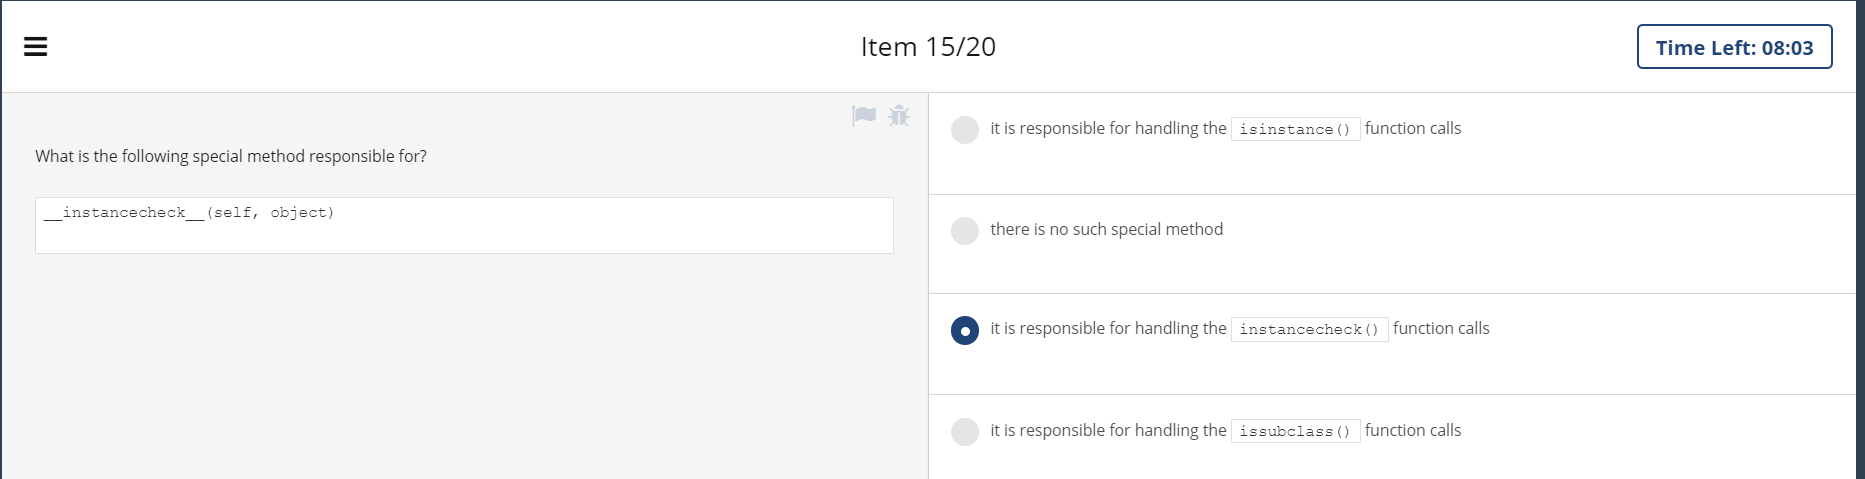 Item 15/20
Time Left: 08:03
What is the following special method responsible for?
__instancecheck__(self, object)
it is responsible for handling the isinstance() function calls
there is no such special method
it is responsible for handling the instancecheck() function calls
it is responsible for handling the issubclass() function calls